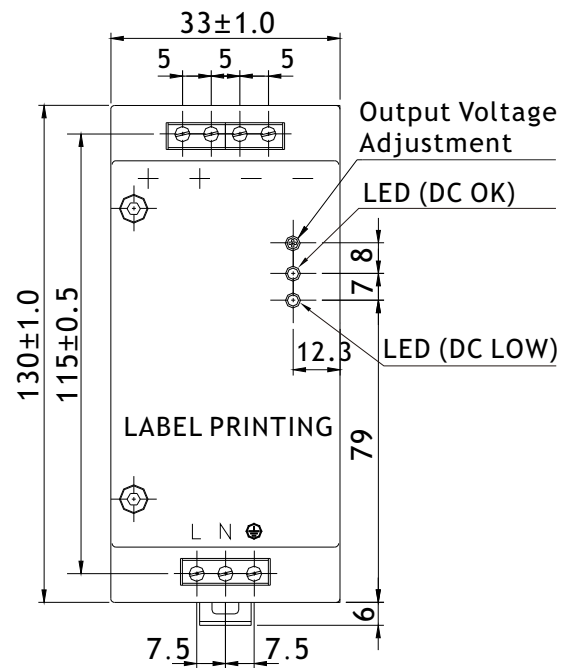 33±1.0
5 5 5
Output Voltage
Adjustment
+ + - -
LED (DC OK)
8
7
130±1.0
115±0.5
12.3
LED (DC LOW)
LABEL PRINTING
79
L N
6
7.5 7.5